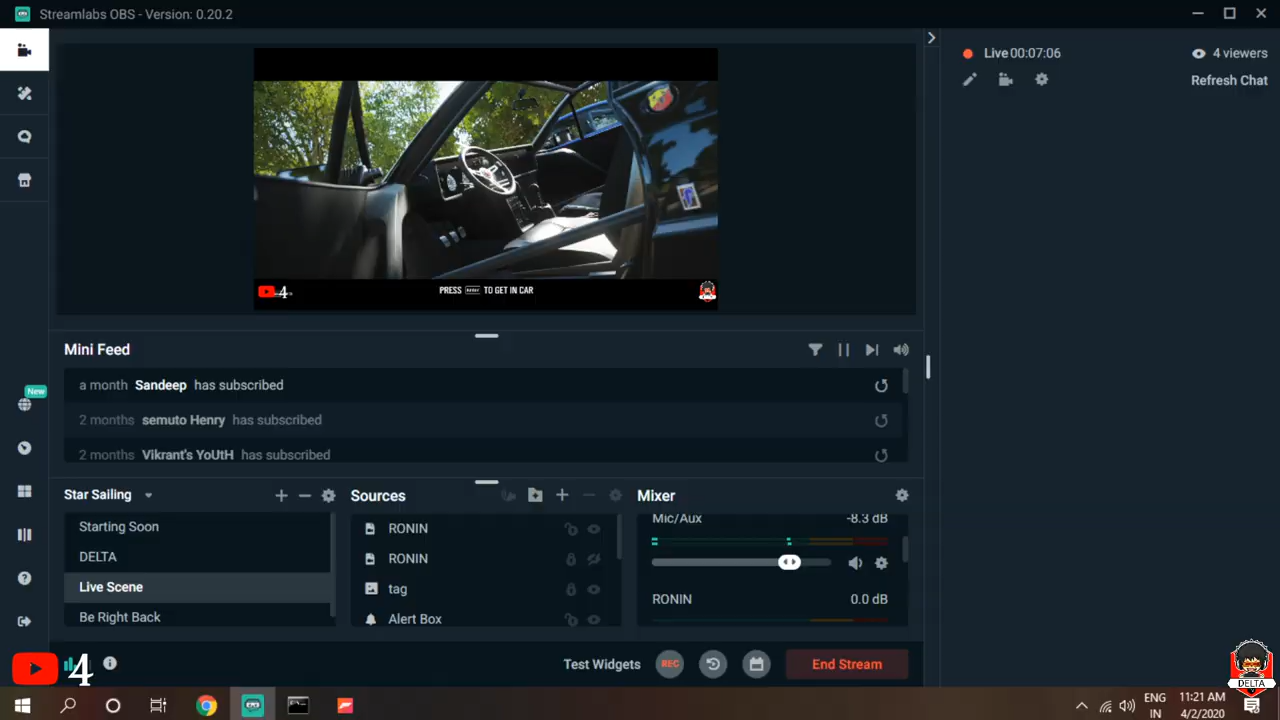 Streamlabs OBS - Version: 0.20.2
Live 00:07:06
4 viewers
Refresh Chat
4
PRESS Enter TO GET IN CAR
Mini Feed
a month Sandeep has subscribed
2 months semuto Henry has subscribed
2 months Vikrant's YoUtH has subscribed
New
Star Sailing
Starting Soon
DELTA
Live Scene
Be Right Back
Sources
RONIN
RONIN
tag
Alert Box
Mixer
Mic/Aux -8.3 dB
RONIN 0.0 dB
4
Test Widgets
REC
End Stream
DELTA
ENG
IN
11:21 AM
4/2/2020